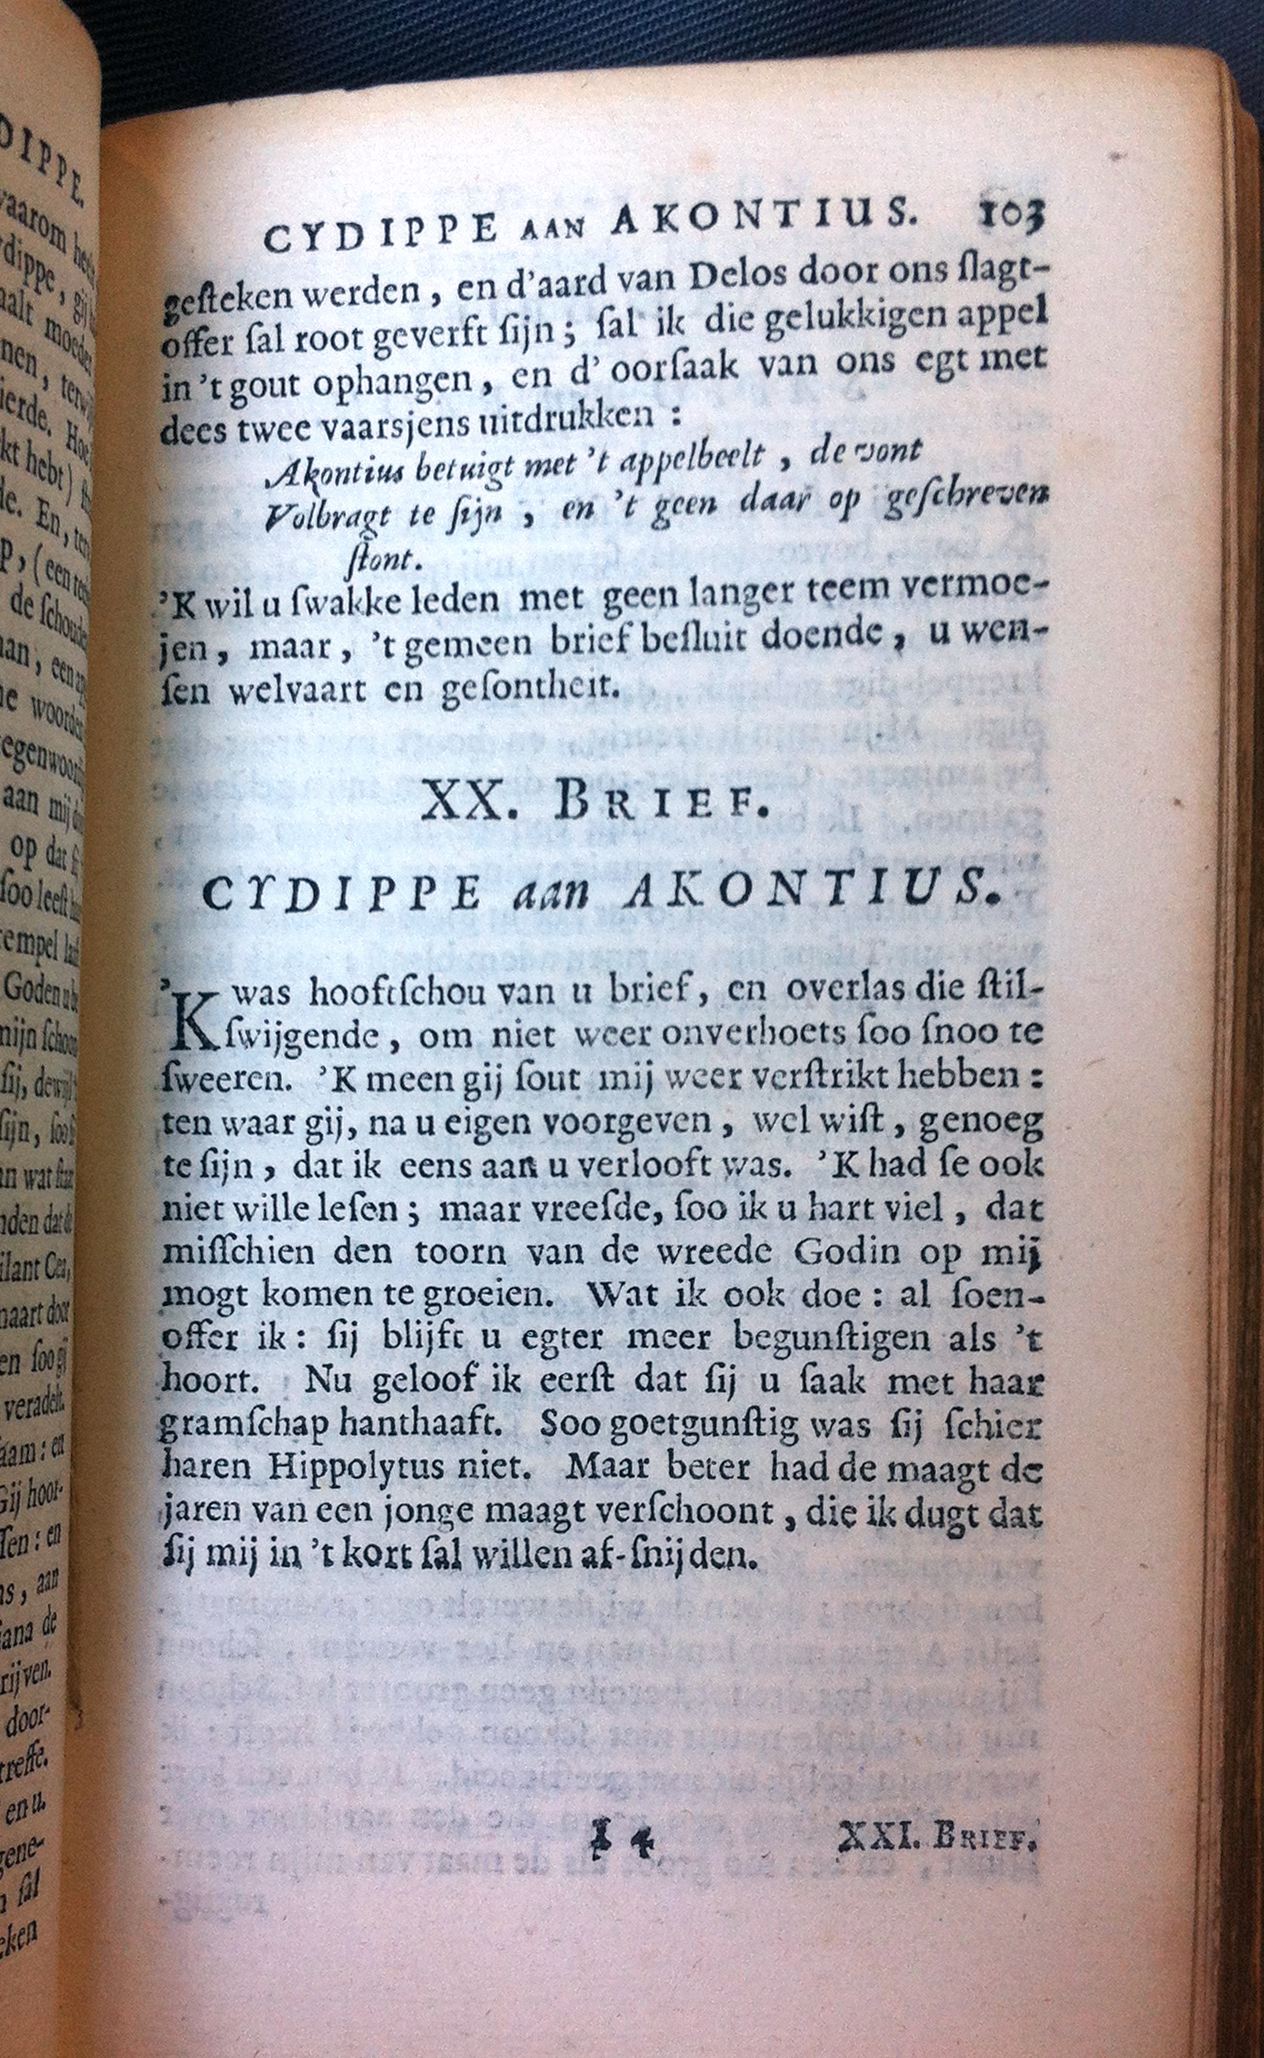 CYDIPPE AAN AKONTIUS. 103
geſteken werden, en d'aard van Delos door ons ſlagt-
offer ſal root geverft ſijn; ſal ik die gelukkigen appel
in 't gout ophangen, en d' oorſaak van ons egt met
dees twee vaarsjens uitdrukken:
Akontius betuigt met 't appelbeelt, de vont
Volbragt te ſijn, en 't geen daar op geſchreven
ſtont.
'K wil u ſwakke leden met geen langer teem vermoe-
jen, maar, 't gemeen brief beſluit doende, u wen-
ſen welvaart en geſontheit.
XX. BRIEF.
CYDIPPE aan AKONTIUS.
'K was hooftſchou van u brief, en overlas die ſtil-
ſwijgende, om niet weer onverhoets ſoo ſnoo te
ſweeren. 'K meen gij ſout mij weer verſtrikt hebben:
ten waar gij, na u eigen voorgeven, wel wiſt, genoeg
te ſijn, dat ik eens aan u verlooft was. 'K had ſe ook
niet wille leſen; maar vreeſde, ſoo ik u hart viel, dat
miſſchien den toorn van de wreede Godin op mij
mogt komen te groeien. Wat ik ook doe: al ſoen-
offer ik: ſij blijft u egter meer begunſtigen als 't
hoort. Nu geloof ik eerſt dat ſij u ſaak met haar
gramſchap hanthaaft. Soo goetgunſtig was ſij ſchier
haren Hippolytus niet. Maar beter had de maagt de
jaren van een jonge maagt verſchoont, die ik dugt dat
ſij mij in 't kort ſal willen af-ſnijden.
I 4 XXI. BRIEF.